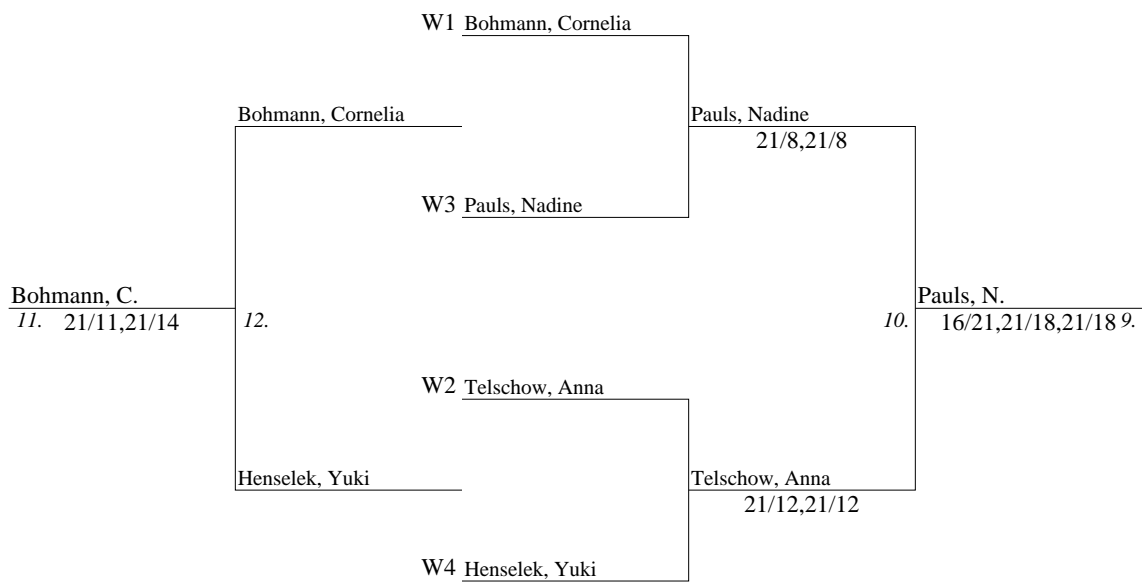 W1 Bohmann, Cornelia
Bohmann, Cornelia
Pauls, Nadine
21/8,21/8
W3 Pauls, Nadine
Bohmann, C.
11. 21/11,21/14
12.
10.
Pauls, N.
16/21,21/18,21/18 9.
W2 Telschow, Anna
Henselek, Yuki
Telschow, Anna
21/12,21/12
W4 Henselek, Yuki